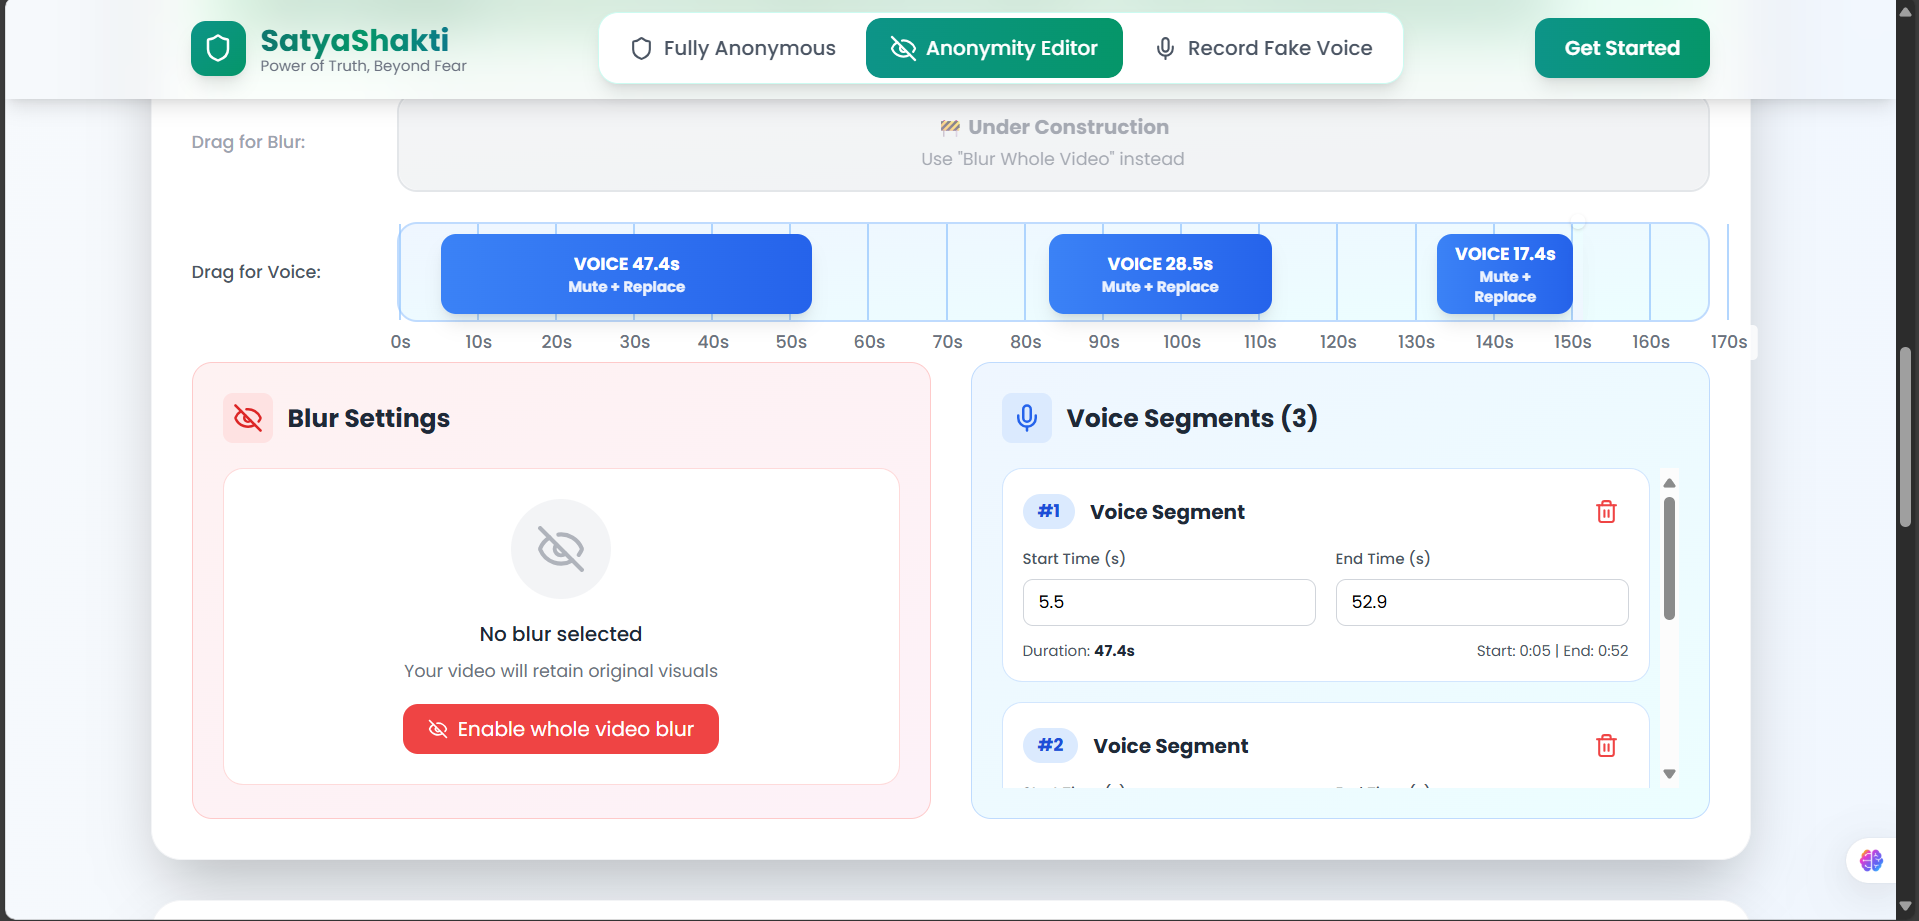 SatyaShakti
Power of Truth, Beyond Fear
Fully Anonymous
Anonymity Editor
Record Fake Voice
Get Started
Drag for Blur:
🚧 Under Construction
Use "Blur Whole Video" instead
Drag for Voice:
VOICE 47.4s
Mute + Replace
VOICE 28.5s
Mute + Replace
VOICE 17.4s
Mute +
Replace
0s 10s 20s 30s 40s 50s 60s 70s 80s 90s 100s 110s 120s 130s 140s 150s 160s 170s
Blur Settings
No blur selected
Your video will retain original visuals
Enable whole video blur
Voice Segments (3)
#1 Voice Segment
Start Time (s) End Time (s)
5.5 52.9
Duration: 47.4s Start: 0:05 | End: 0:52
#2 Voice Segment